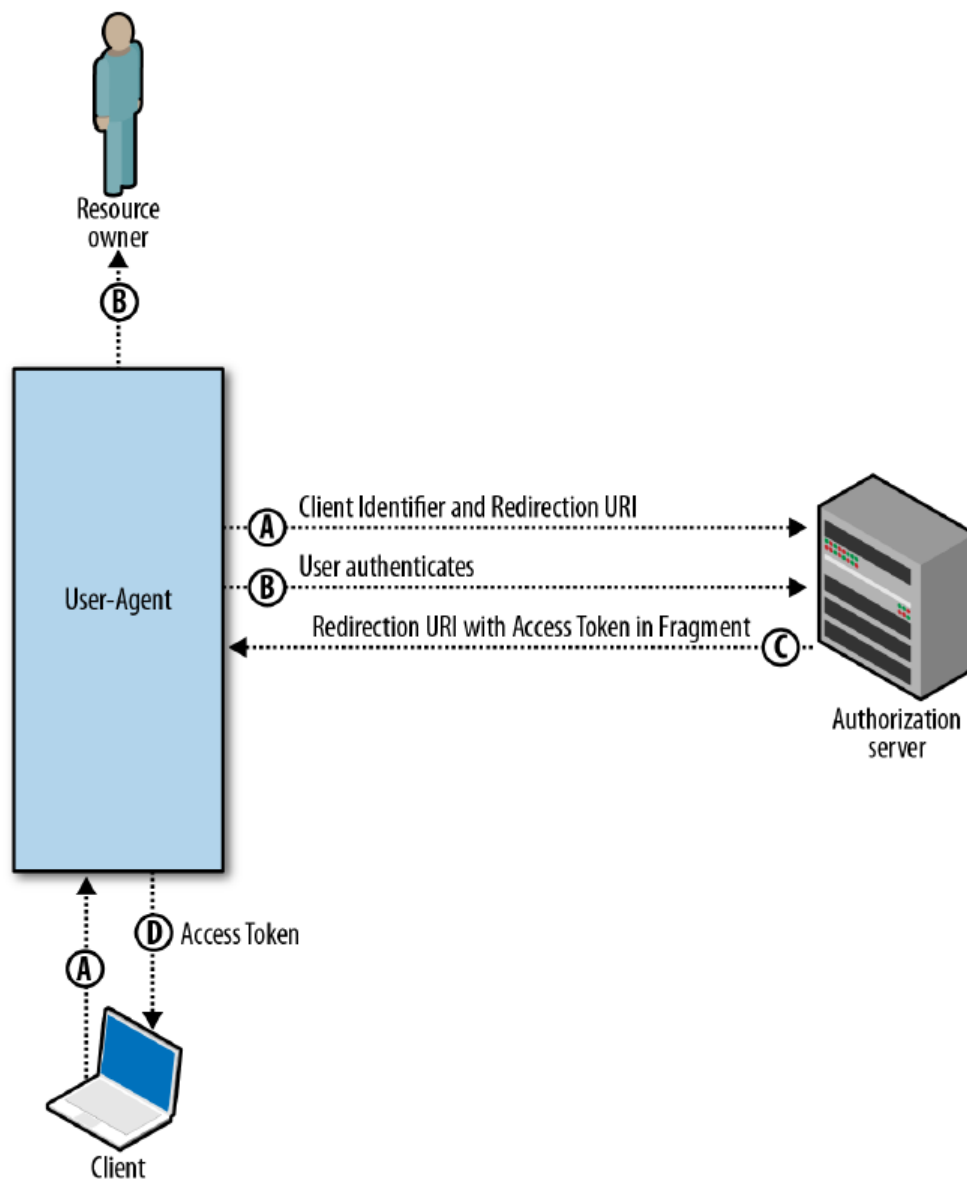 Resource
owner
B
A Client Identifier and Redirection URI
B User authenticates
User-Agent
Redirection URI with Access Token in Fragment
C
Authorization
server
D Access Token
A
Client